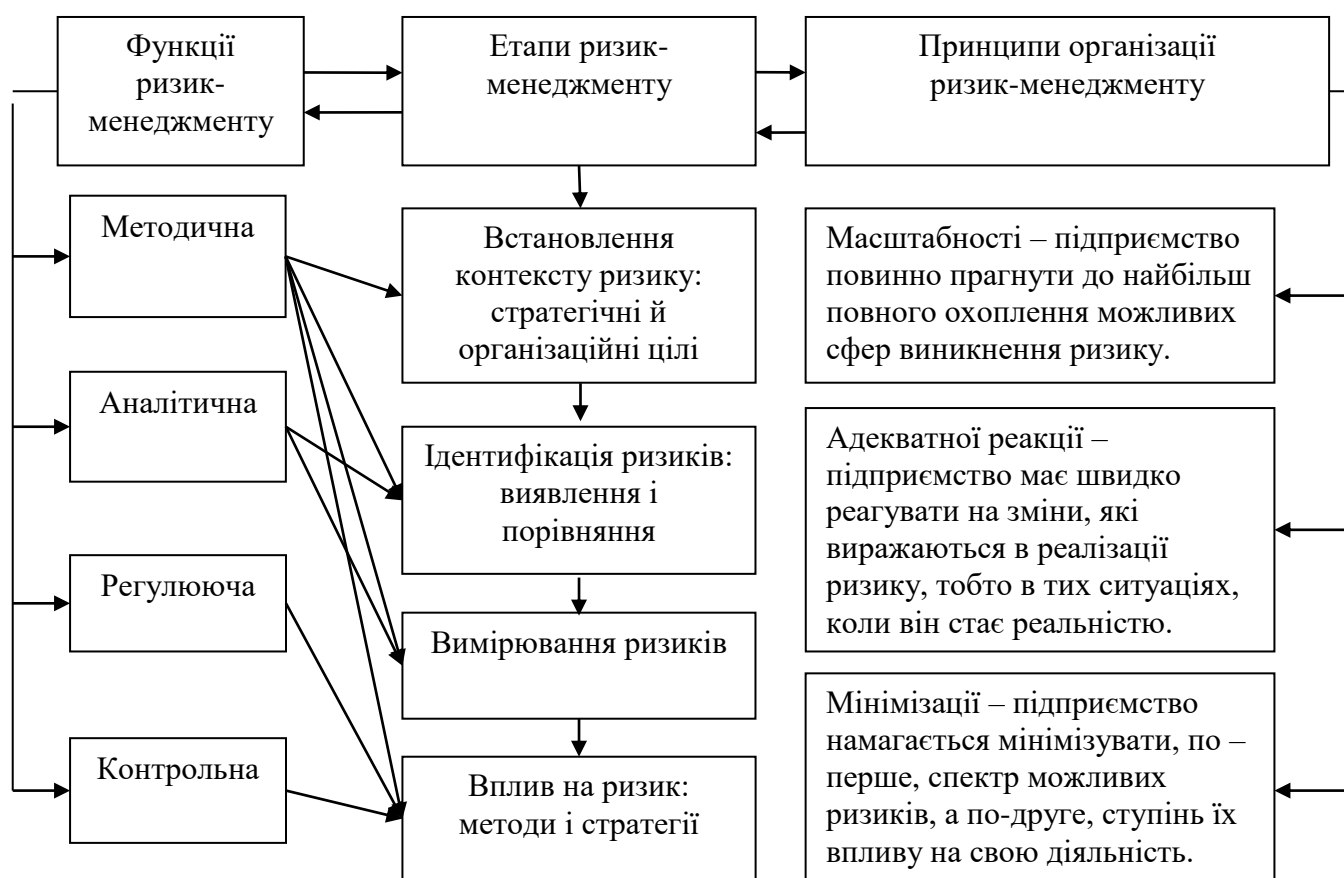 Функції
ризик-
менеджменту
Етапи ризик-
менеджменту
Принципи організації
ризик-менеджменту
Методична
Аналітична
Регулююча
Контрольна
Встановлення
контексту ризику:
стратегічні й
організаційні цілі
Ідентифікація ризиків:
виявлення і
порівняння
Вимірювання ризиків
Вплив на ризик:
методи і стратегії
Масштабності – підприємство
повинно прагнути до найбільш
повного охоплення можливих
сфер виникнення ризику.
Адекватної реакції –
підприємство має швидко
реагувати на зміни, які
виражаються в реалізації
ризику, тобто в тих ситуаціях,
коли він стає реальністю.
Мінімізації – підприємство
намагається мінімізувати, по –
перше, спектр можливих
ризиків, а по-друге, ступінь їх
впливу на свою діяльність.